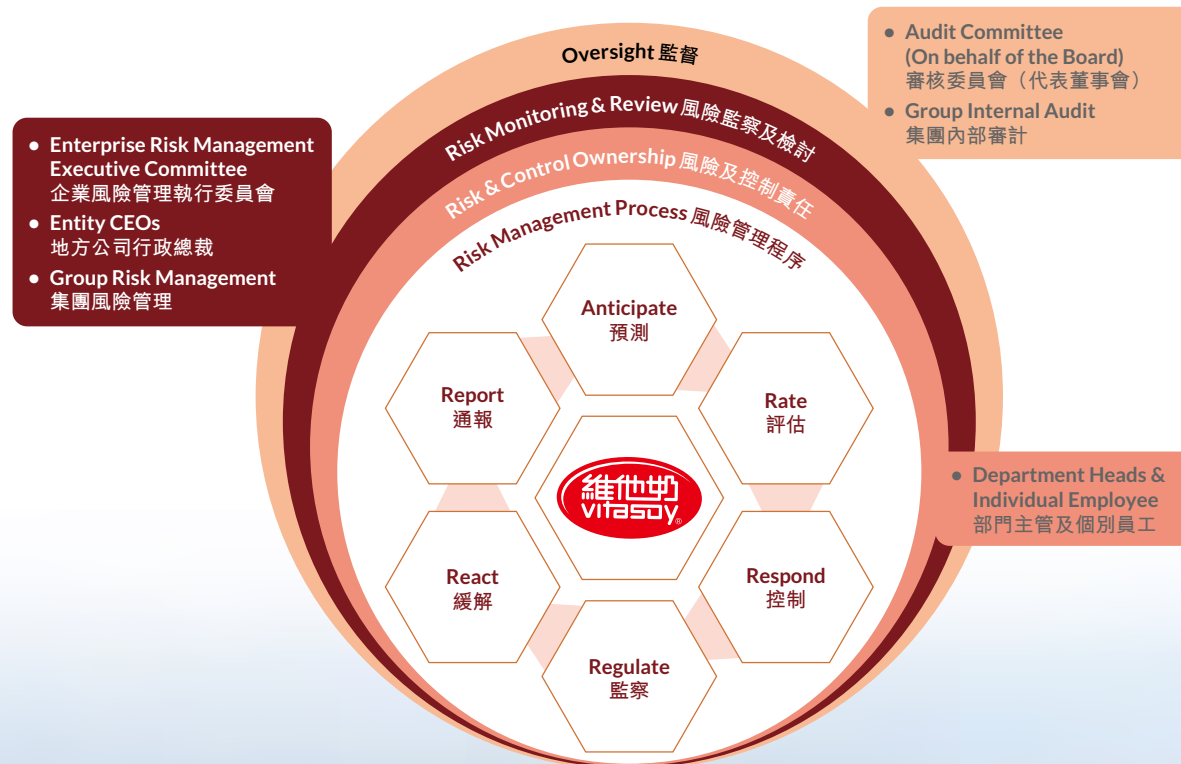 Oversight 監督
Risk Monitoring & Review 風險監察及檢討
Risk & Control Ownership 風險及控制責任
Risk Management Process 風險管理程序
• Audit Committee
(On behalf of the Board)
審核委員會（代表董事會）
• Group Internal Audit
集團內部審計
• Enterprise Risk Management
Executive Committee
企業風險管理執行委員會
• Entity CEOs
地方公司行政總裁
• Group Risk Management
集團風險管理
• Department Heads &
Individual Employee
部門主管及個別員工
Anticipate
預測
Rate
評估
Respond
控制
Regulate
監察
React
緩解
Report
通報
維他奶
vitasoy®